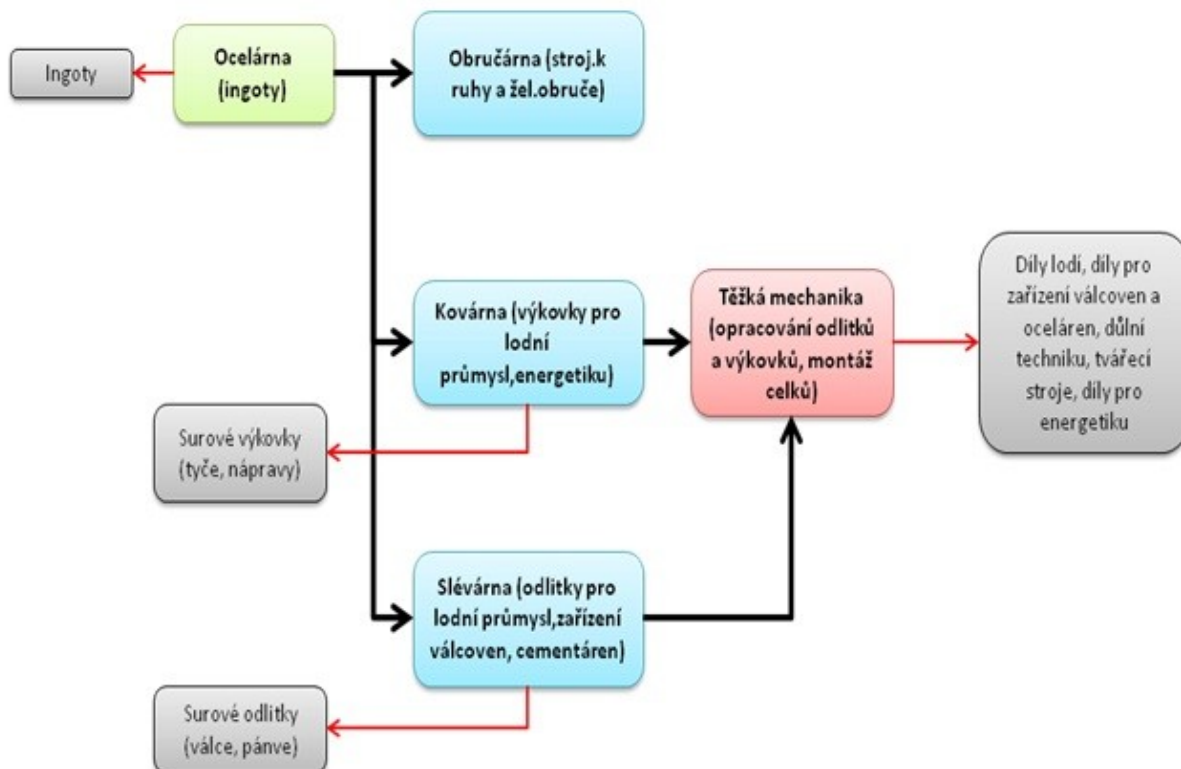 Ingoty
Ocelárna
(ingoty)
Obručárna (stroj.k
ruhy a žel.obruče)
Kovárna (výkovky pro
lodní
průmysl,energetiku)
Těžká mechanika
(opracování odlitků
a výkovků, montáž
celků)
Díly lodí, díly pro
zařízení válcoven a
oceláren, důlní
techniku, tvářecí
stroje, díly pro
energetiku
Surové výkovky
(tyče, nápravy)
Slévárna (odlitky pro
lodní průmysl,zařízení
válcoven, cementáren)
Surové odlitky
(válce, pánve)